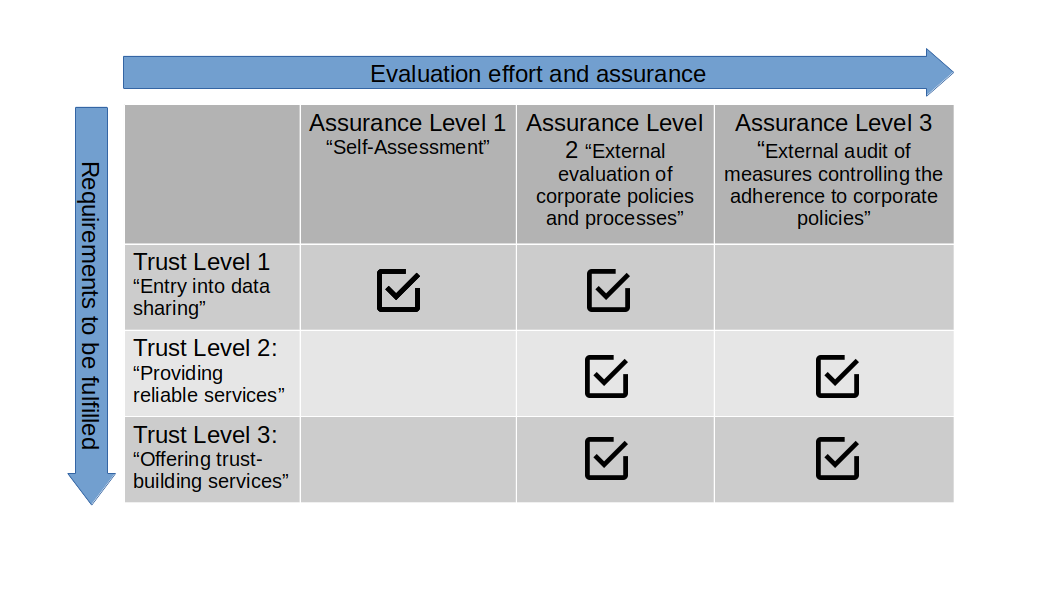 Evaluation effort and assurance
Requirements to be fulfilled
Assurance Level 1
“Self-Assessment”
Assurance Level
2 “External
evaluation of
corporate policies
and processes”
Assurance Level 3
“External audit of
measures controlling the
adherence to corporate
policies”
Trust Level 1
“Entry into data
sharing”
Trust Level 2:
“Providing
reliable services”
Trust Level 3:
“Offering trust-
building services”